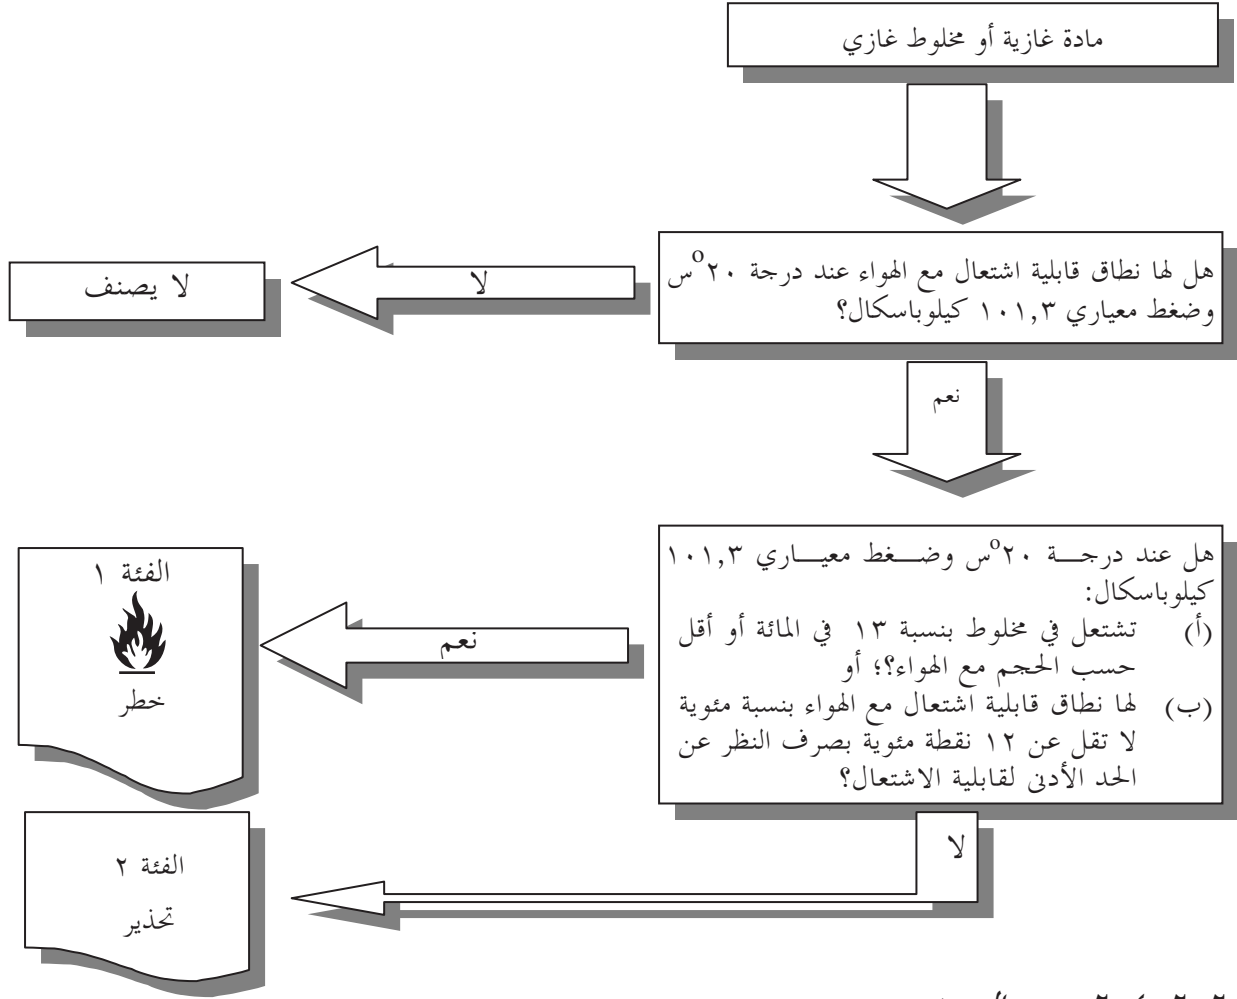 مادة غازية أو مخلوط غازي
هل لها نطاق قابلية اشتعال مع الهواء عند درجة ٢٠°س
وضغط معياري ١٠١,٣ كيلوباسكال؟
لا
لا يصنف
نعم
هل عند درجـــة ٢٠°س وضـــغط معيـــاري ١٠١,٣
كيلوباسكال:
(أ) تشتعل في مخلوط بنسبة ١٣ في المائة أو أقل
حسب الحجم مع الهواء؟؛ أو
(ب) لها نطاق قابلية اشتعال مع الهواء بنسبة مئوية
لا تقل عن ١٢ نقطة مئوية بصرف النظر عن
الحد الأدنى لقابلية الاشتعال؟
نعم
الفئة ١
خطر
لا
الفئة ٢
تحذير